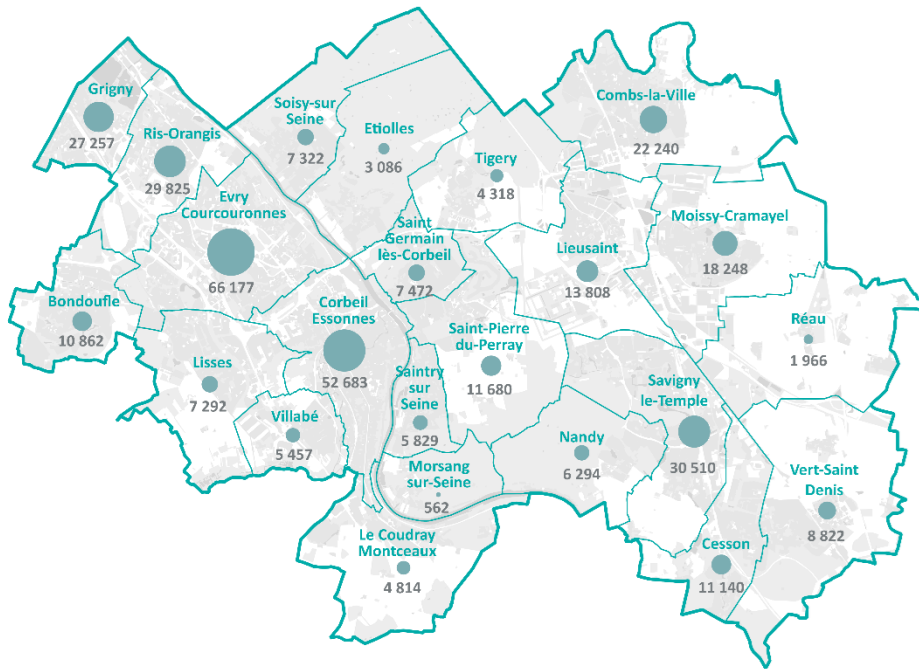 Grigny
27 257
Ris-Orangis
29 825
Soisy-sur
Seine
7 322
Etiolles
3 086
Combs-la-Ville
22 240
Tigery
4 318
Evry
Courcouronnes
66 177
Saint
Germain
lès-Corbeil
7 472
Lieusaint
13 808
Moissy-Cramayel
18 248
Bondoufle
10 862
Corbeil
Essonnes
52 683
Saint-Pierre
du-Perray
11 680
Réau
1 966
Lisses
7 292
Villabé
5 457
Saintry
sur
Seine
5 829
Savigny
le-Temple
30 510
Morsang
sur-Seine
562
Nandy
6 294
Vert-Saint
Denis
8 822
Le Coudray
Montceaux
4 814
Cesson
11 140